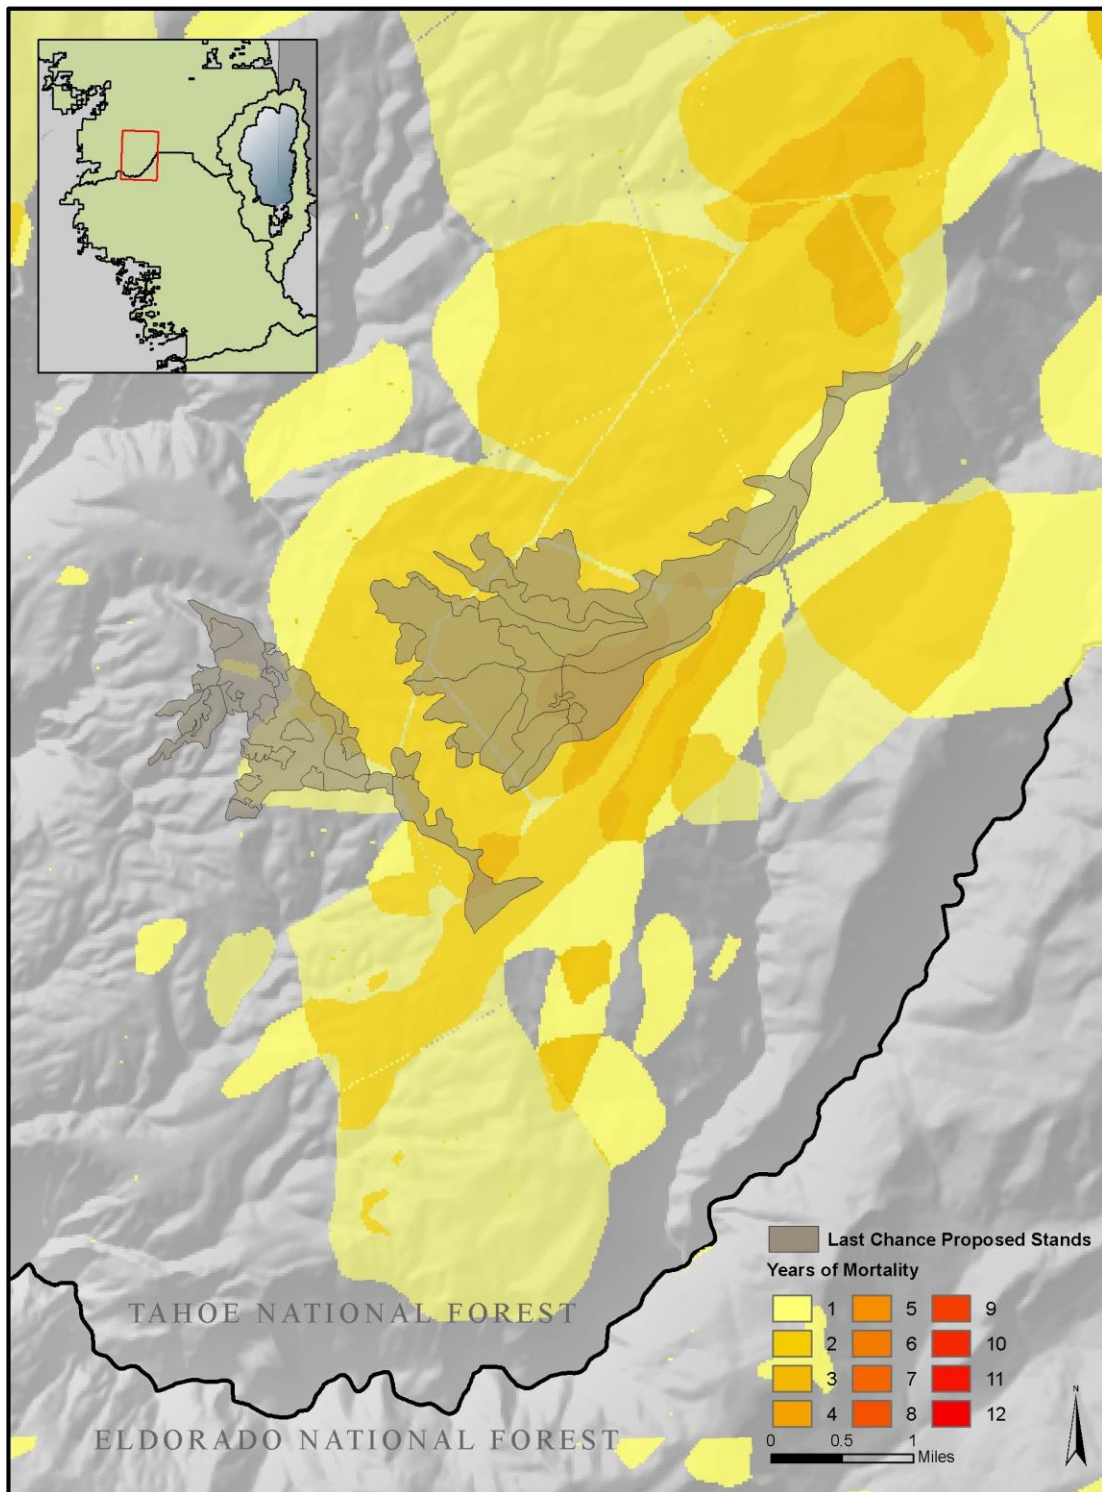 TAHOE NATIONAL FOREST
ELDORADO NATIONAL FOREST
Last Chance Proposed Stands
Years of Mortality
1 5 9
2 6 10
3 7 11
4 8 12
0 0.5 1
Miles
N